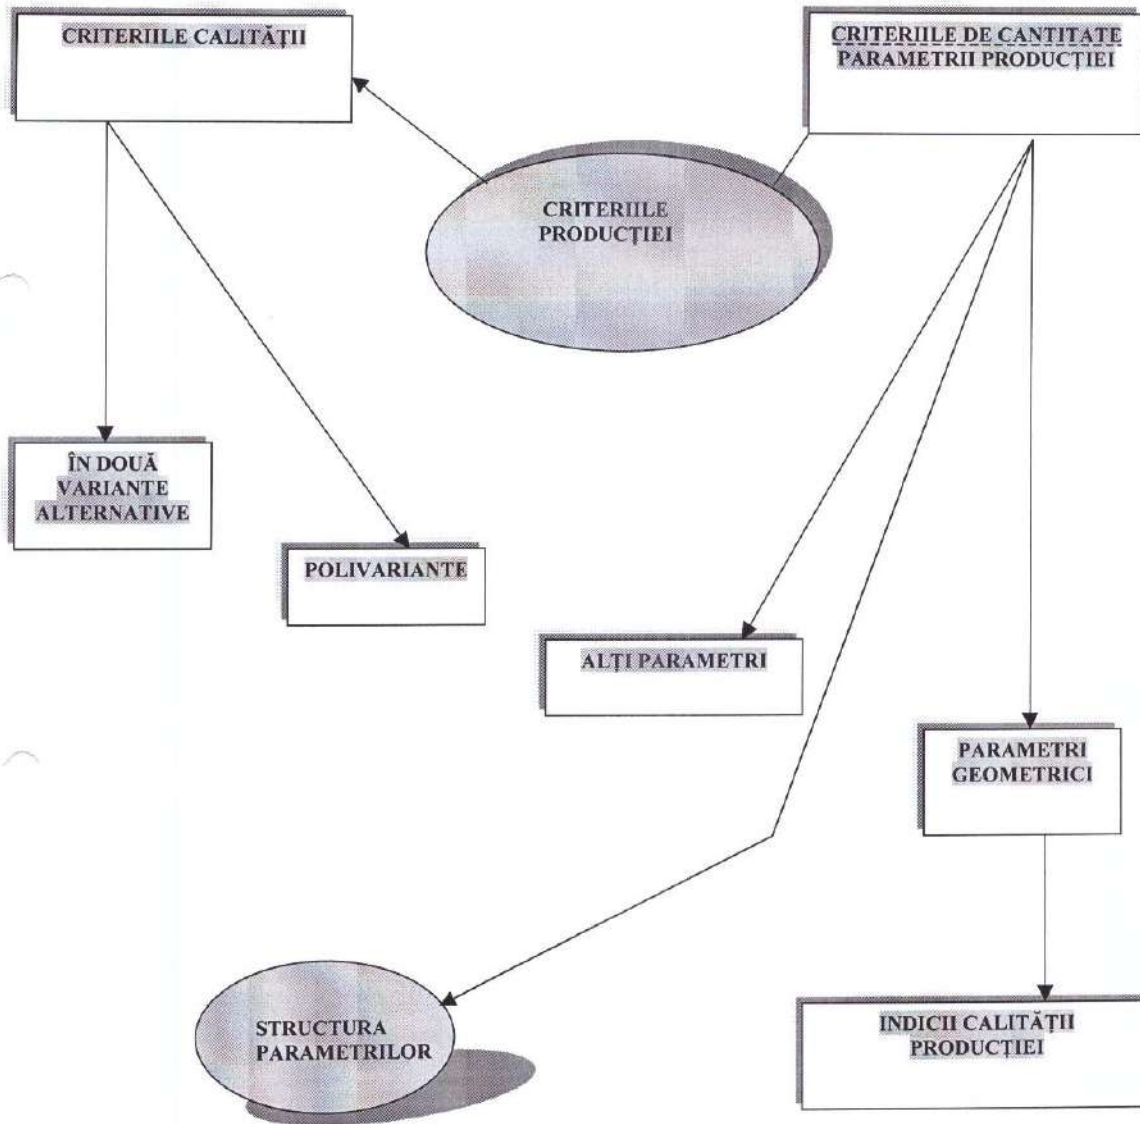 CRITERIILE CALITĂȚII
CRITERIILE DE CANTITATE
PARAMETRII PRODUCȚIEI
CRITERIILE
PRODUCȚIEI
ÎN DOUĂ
VARIANTE
ALTERNATIVE
POLIVARIANTE
ALȚI PARAMETRI
PARAMETRI
GEOMETRICI
STRUCTURA
PARAMETRILOR
INDICII CALITĂȚII
PRODUCȚIEI